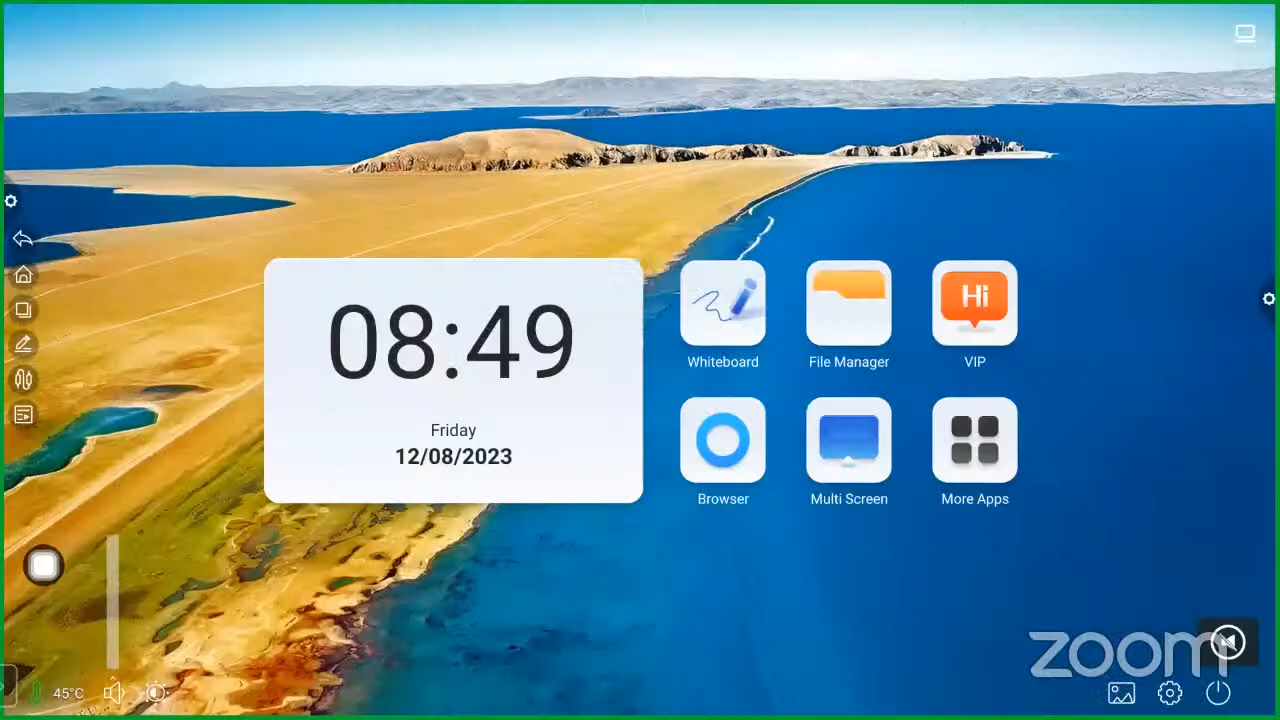 08:49
Friday
12/08/2023
Whiteboard
File Manager
Hi
VIP
Browser
Multi Screen
More Apps
zoom
45°C